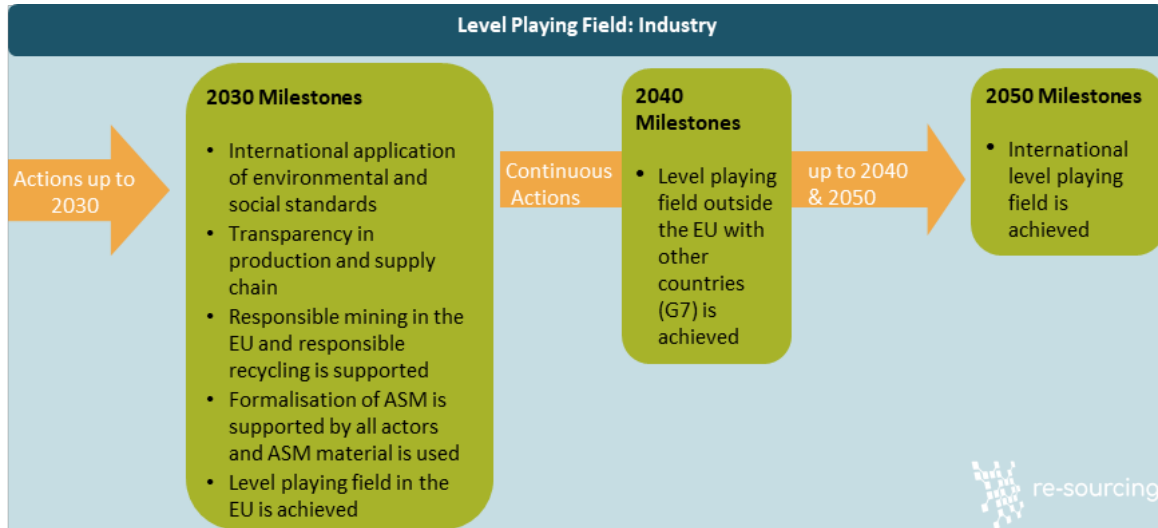 Level Playing Field: Industry
Actions up to
2030
2030 Milestones
• International application
of environmental and
social standards
• Transparency in
production and supply
chain
• Responsible mining in the
EU and responsible
recycling is supported
• Formalisation of ASM is
supported by all actors
and ASM material is used
• Level playing field in the
EU is achieved
Continuous
Actions
2040
Milestones
• Level playing
field outside
the EU with
other
countries
(G7) is
achieved
up to 2040
& 2050
2050 Milestones
• International
level playing
field is
achieved
re-sourcing